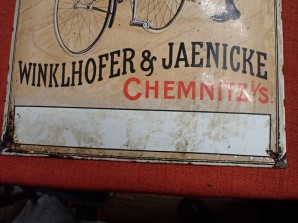 WINKLHOFER & JAENICKE
CHEMNITZ I/S.